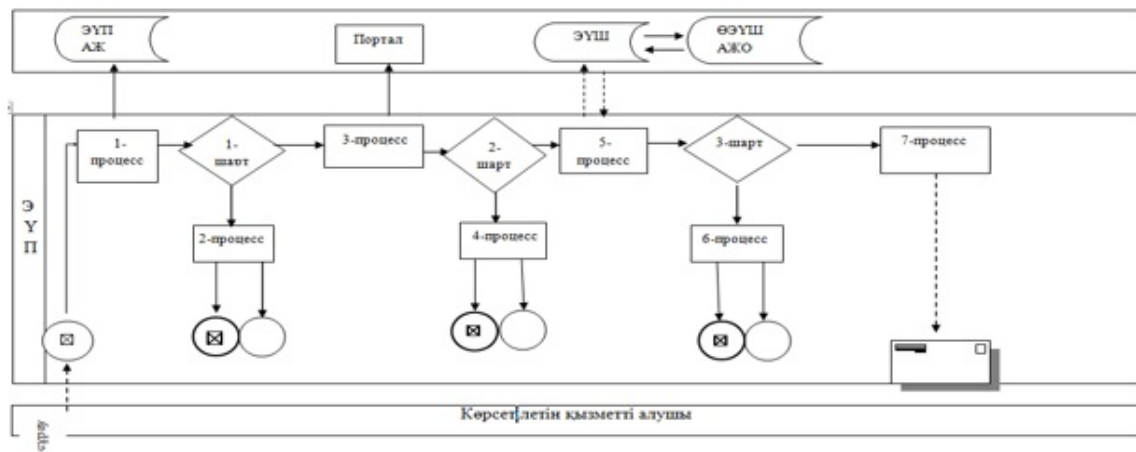 ЭҮП
АЖ
Портал
ЭҮШ
ӨЭҮШ
АЖО
Э
Ү
П
1-
процесс
1-
шарт
3-процесс
2-
шарт
5-
процесс
3-шарт
7-процесс
2-процесс
4-процесс
6-процесс
Көрсетілетін қызметті алушы